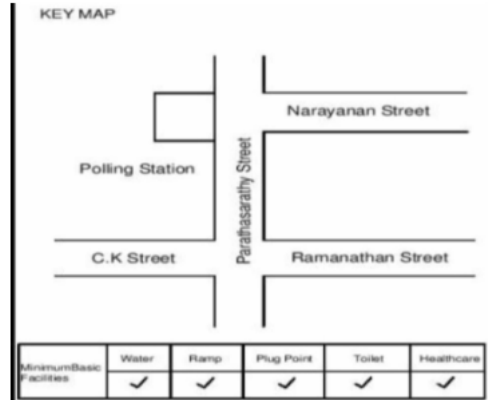 KEY MAP
Narayanan Street
Polling Station
Parathasarathy Street
C.K Street
Ramanathan Street
Water Ramp Plug Point Toilet Healthcare
MinimumBasic
Facilities ✓ ✓ ✓ ✓ ✓